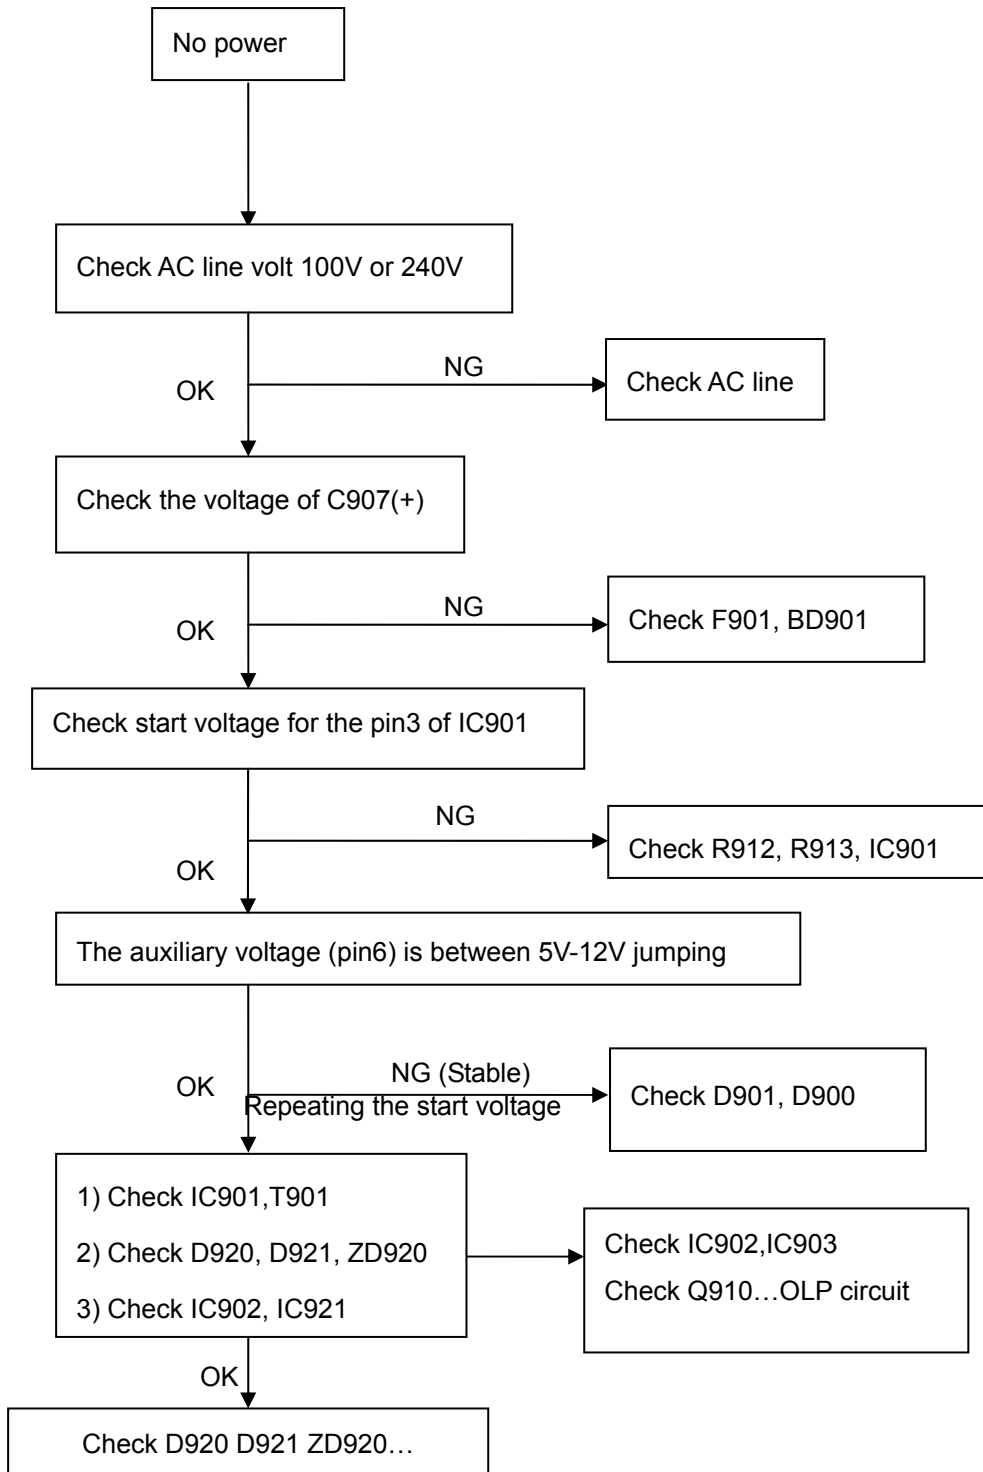 No power
Check AC line volt 100V or 240V
NG
OK
Check AC line
Check the voltage of C907(+)
NG
OK
Check F901, BD901
Check start voltage for the pin3 of IC901
NG
OK
Check R912, R913, IC901
The auxiliary voltage (pin6) is between 5V-12V jumping
NG (Stable)
OK
Repeating the start voltage
Check D901, D900
1) Check IC901,T901
2) Check D920, D921, ZD920
3) Check IC902, IC921
Check IC902,IC903
Check Q910…OLP circuit
OK
Check D920 D921 ZD920…